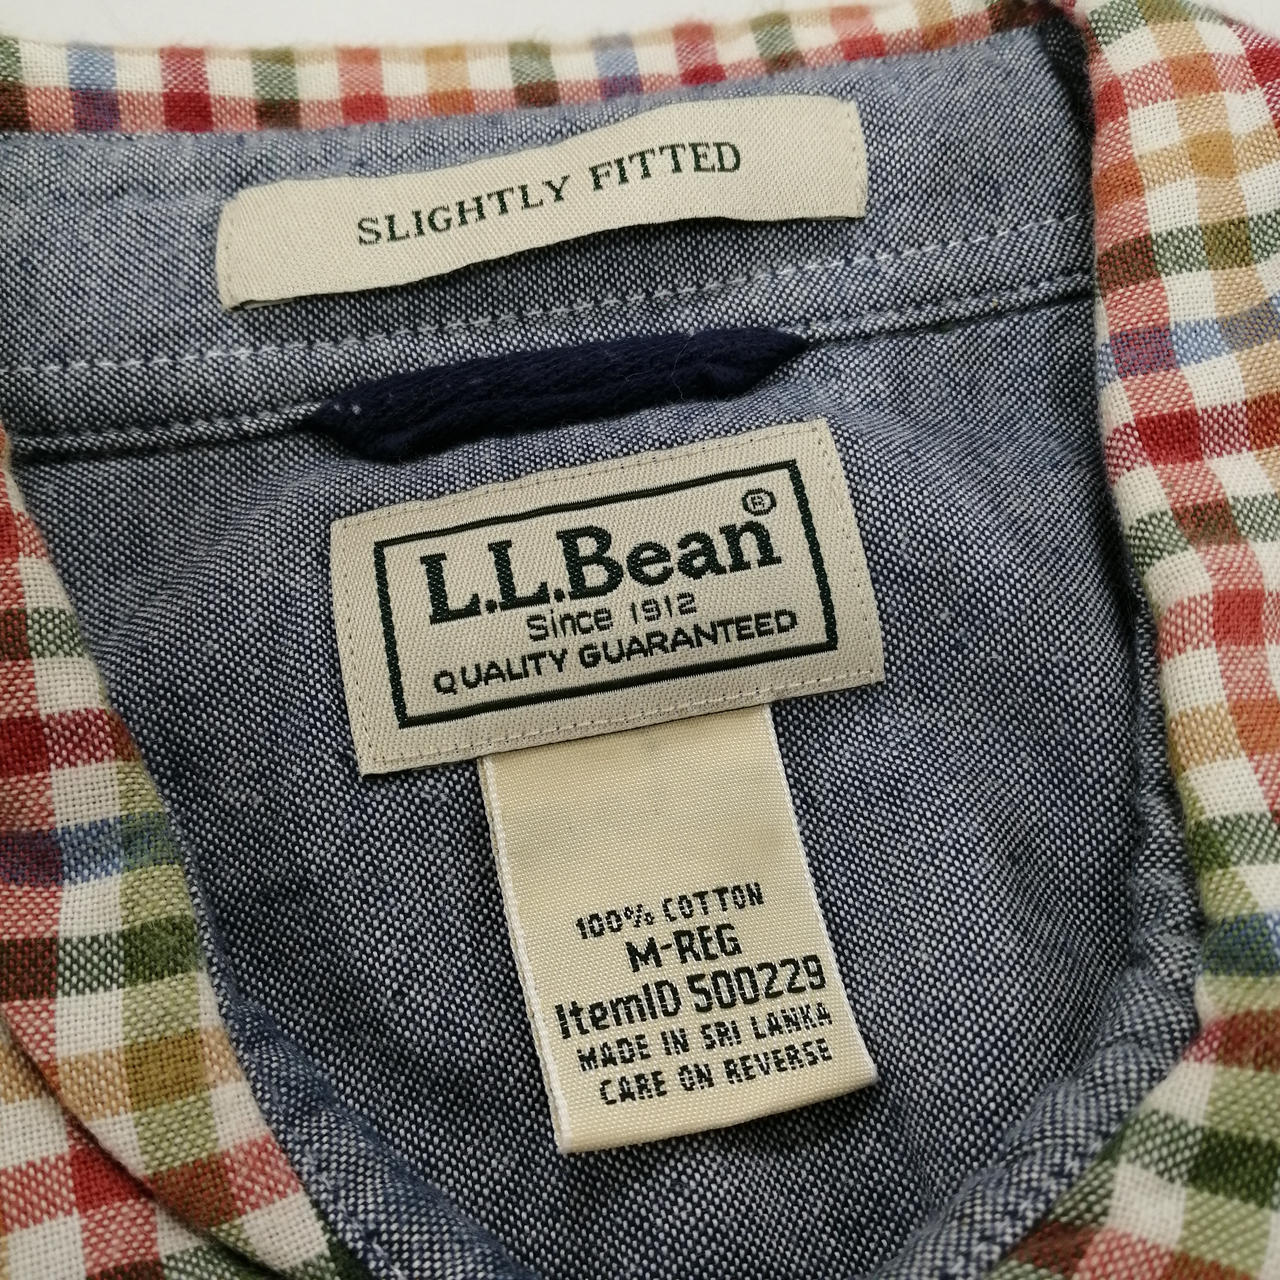 SLIGHTLY FITTED
L.L.Bean®
Since 1912
QUALITY GUARANTEED
100% COTTON
M-REG
ItemID 500229
MADE IN SRI LANKA
CARE ON REVERSE